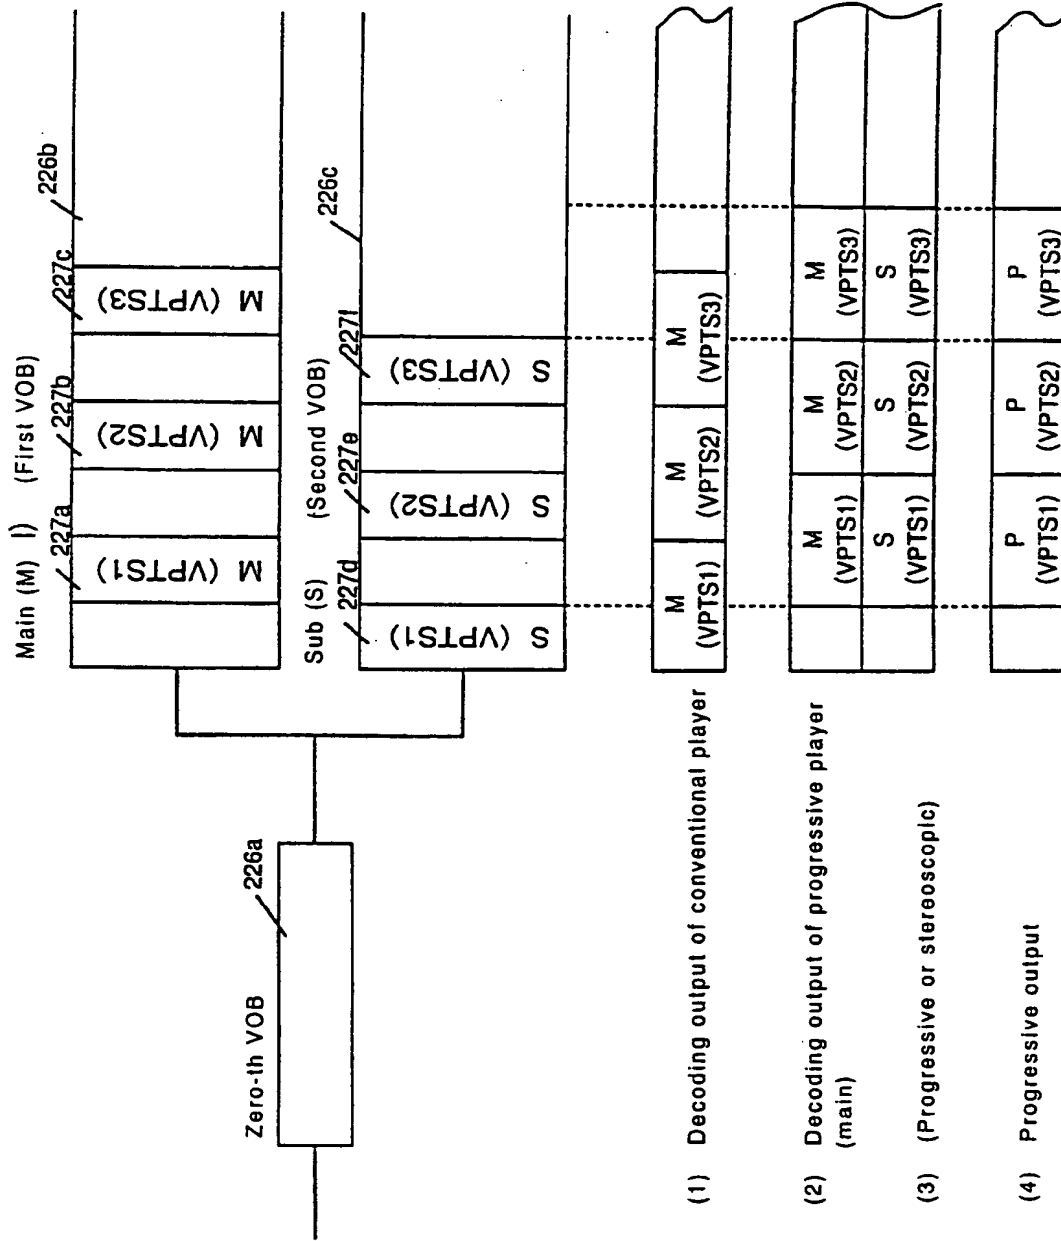 Main (M) I) (First VOB)
227a 227b 227c 226b
M (VPTS1) M (VPTS2) M (VPTS3)
Sub (S) (Second VOB)
227d 227e 227f 226c
S (VPTS1) S (VPTS2) S (VPTS3)
Zero-th VOB 226a
(1) Decoding output of conventional player
M M M
(VPTS1) (VPTS2) (VPTS3)
(2) Decoding output of progressive player
(main)
M M M
(VPTS1) (VPTS2) (VPTS3)
(3) (Progressive or stereoscopic)
S S S
(VPTS1) (VPTS2) (VPTS3)
(4) Progressive output
P P P
(VPTS1) (VPTS2) (VPTS3)